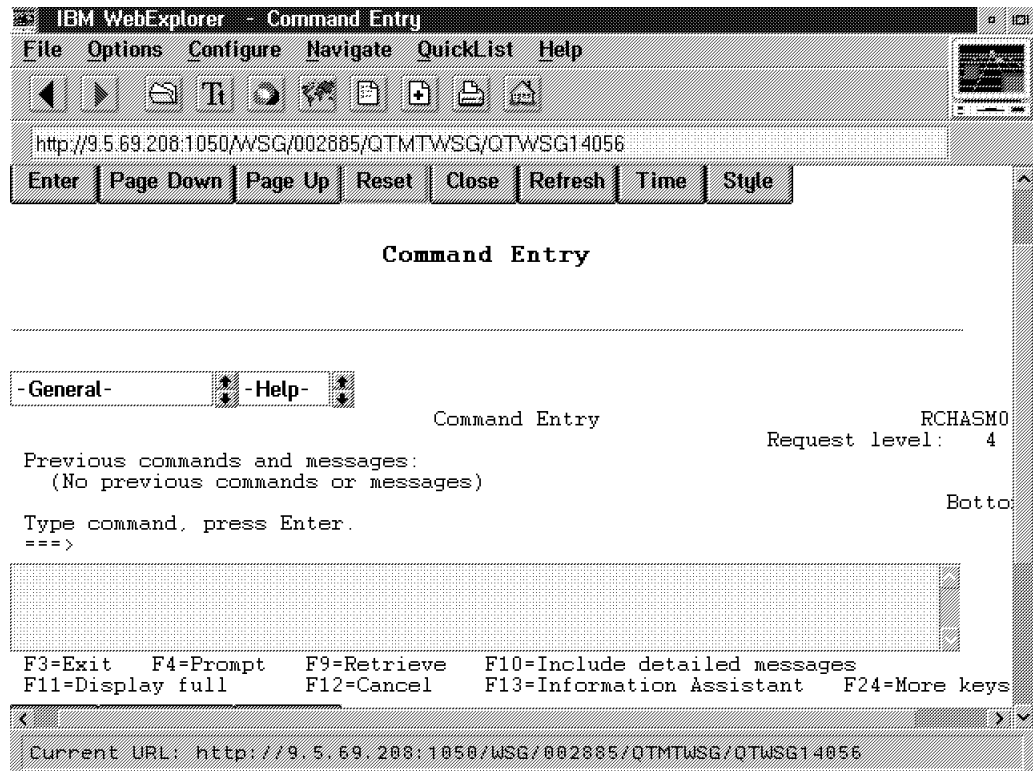 IBM WebExplorer - Command Entry
File Options Configure Navigate QuickList Help
Tt
http://9.5.69.208:1050/WSG/002885/QTMTWSG/QTWSG14056
Enter Page Down Page Up Reset Close Refresh Time Style
Command Entry
-General- -Help-
Command Entry RCHASM0
Request level: 4
Previous commands and messages:
(No previous commands or messages)
Botto
Type command, press Enter.
===>
F3=Exit F4=Prompt F9=Retrieve F10=Include detailed messages
F11=Display full F12=Cancel F13=Information Assistant F24=More keys
Current URL: http://9.5.69.208:1050/WSG/002885/QTMTWSG/QTWSG14056